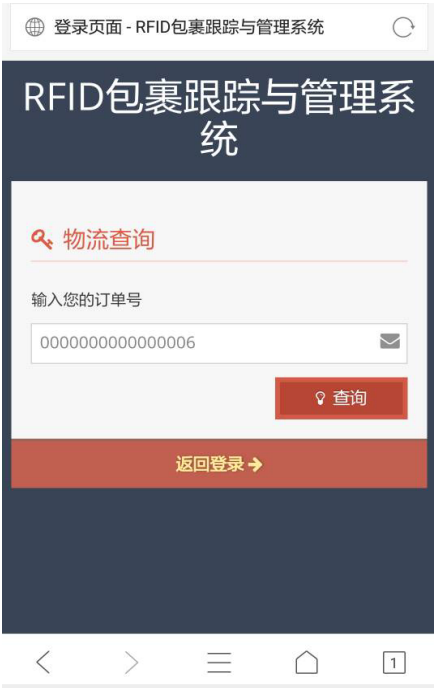 登录页面 - RFID包裹跟踪与管理系统
RFID包裹跟踪与管理系
统
物流查询
输入您的订单号
0000000000000006
查询
返回登录
1